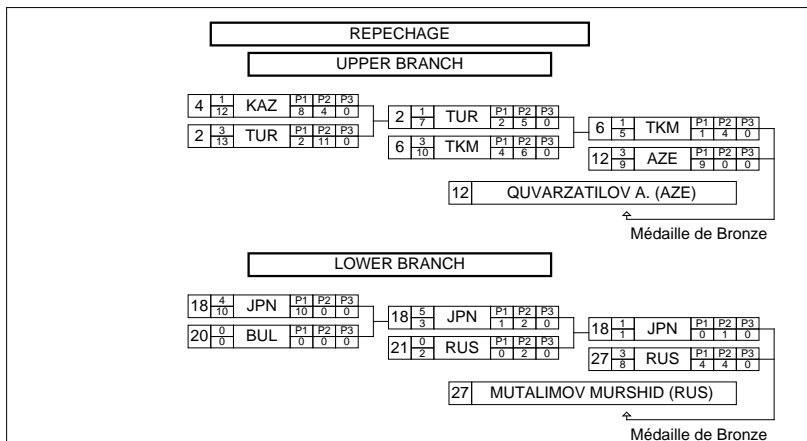 REPECHAGE
UPPER BRANCH
4 1 12 KAZ P1 P2 P3 8 4 0
2 3 13 TUR P1 P2 P3 2 11 0
2 1 7 TUR P1 P2 P3 2 5 0
6 3 10 TKM P1 P2 P3 4 6 0
6 1 5 TKM P1 P2 P3 1 4 0
12 3 9 AZE P1 P2 P3 9 0 0
12 QUVARZATILOV A. (AZE)
Médaille de Bronze
LOWER BRANCH
18 4 10 JPN P1 P2 P3 10 0 0
20 0 0 BUL P1 P2 P3 0 0 0
18 5 3 JPN P1 P2 P3 1 2 0
21 0 2 RUS P1 P2 P3 0 2 0
18 1 1 JPN P1 P2 P3 0 1 0
27 3 8 RUS P1 P2 P3 4 4 0
27 MUTALIMOV MURSHID (RUS)
Médaille de Bronze